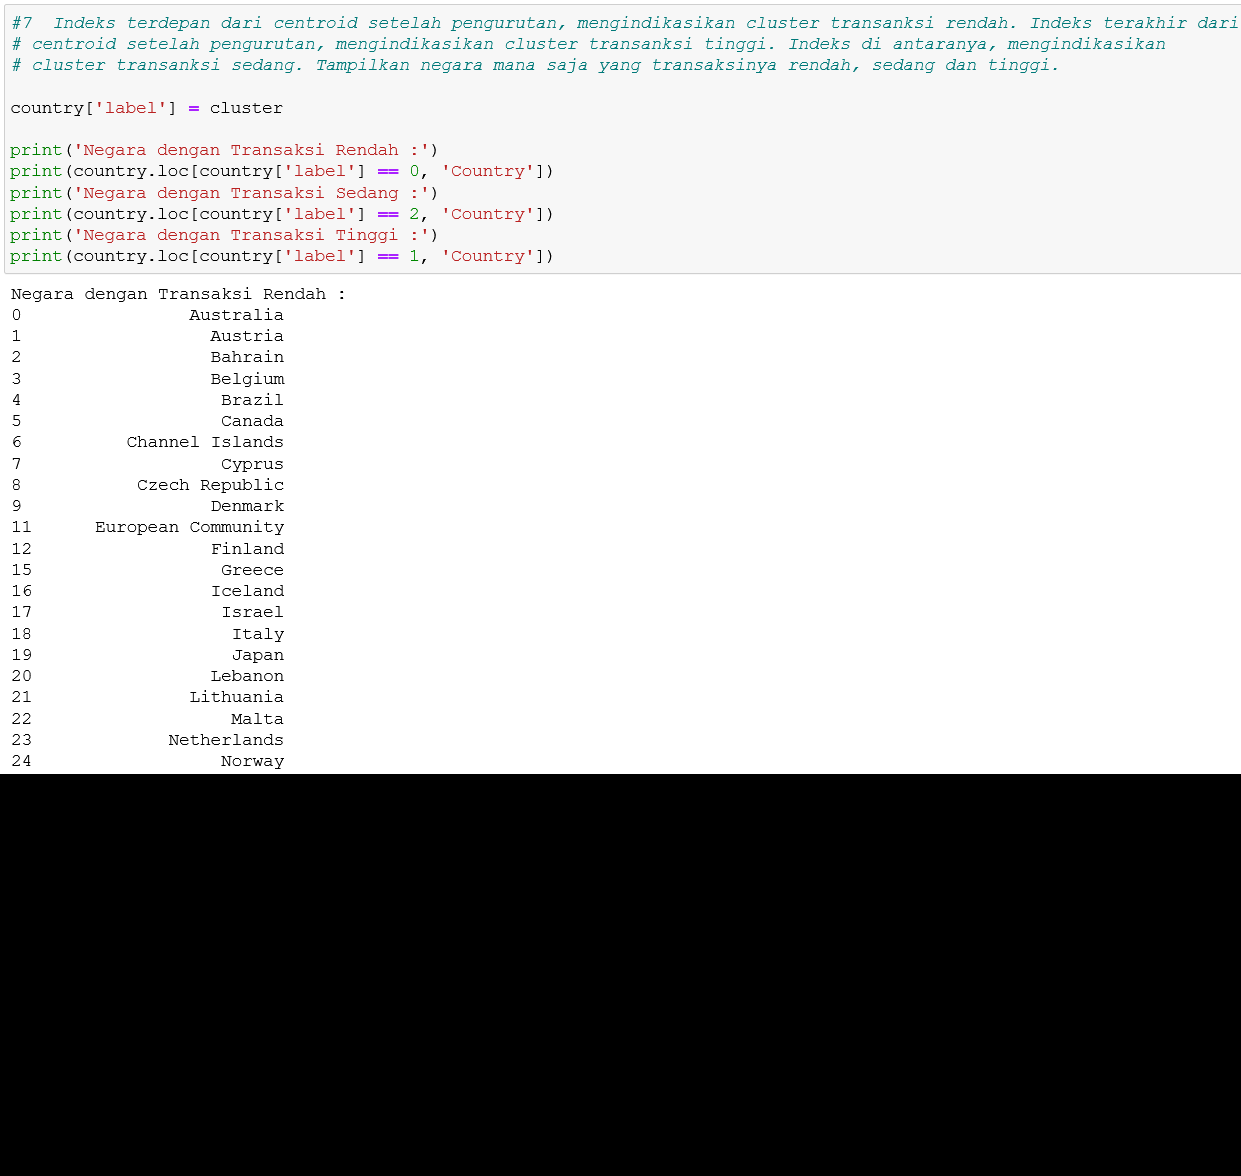 #7  Indeks terdepan dari centroid setelah pengurutan, mengindikasikan cluster transanksi rendah. Indeks terakhir dari
# centroid setelah pengurutan, mengindikasikan cluster transanksi tinggi. Indeks di antaranya, mengindikasikan
# cluster transanksi sedang. Tampilkan negara mana saja yang transaksinya rendah, sedang dan tinggi.
country['label'] = cluster
print('Negara dengan Transaksi Rendah :')
print(country.loc[country['label'] == 0, 'Country'])
print('Negara dengan Transaksi Sedang :')
print(country.loc[country['label'] == 2, 'Country'])
print('Negara dengan Transaksi Tinggi :')
print(country.loc[country['label'] == 1, 'Country'])
Negara dengan Transaksi Rendah :
0                Australia
1                  Austria
2                  Bahrain
3                  Belgium
4                   Brazil
5                   Canada
6          Channel Islands
7                   Cyprus
8           Czech Republic
9                  Denmark
11      European Community
12                 Finland
15                  Greece
16                 Iceland
17                  Israel
18                   Italy
19                   Japan
20                 Lebanon
21               Lithuania
22                   Malta
23             Netherlands
24                  Norway